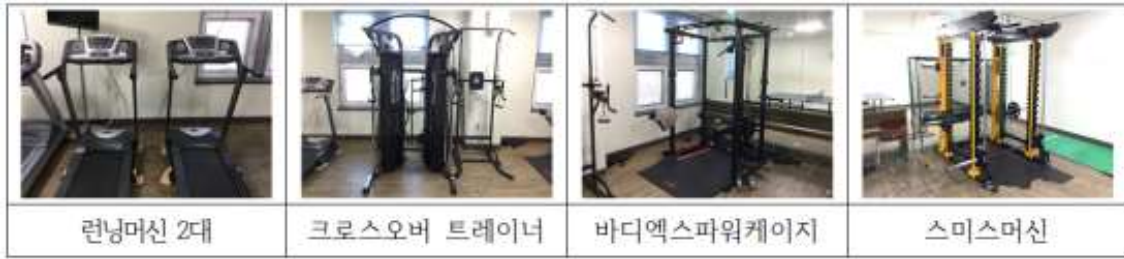 런닝머신 2대
크로스오버 트레이너
바디엑스파워케이지
스미스머신